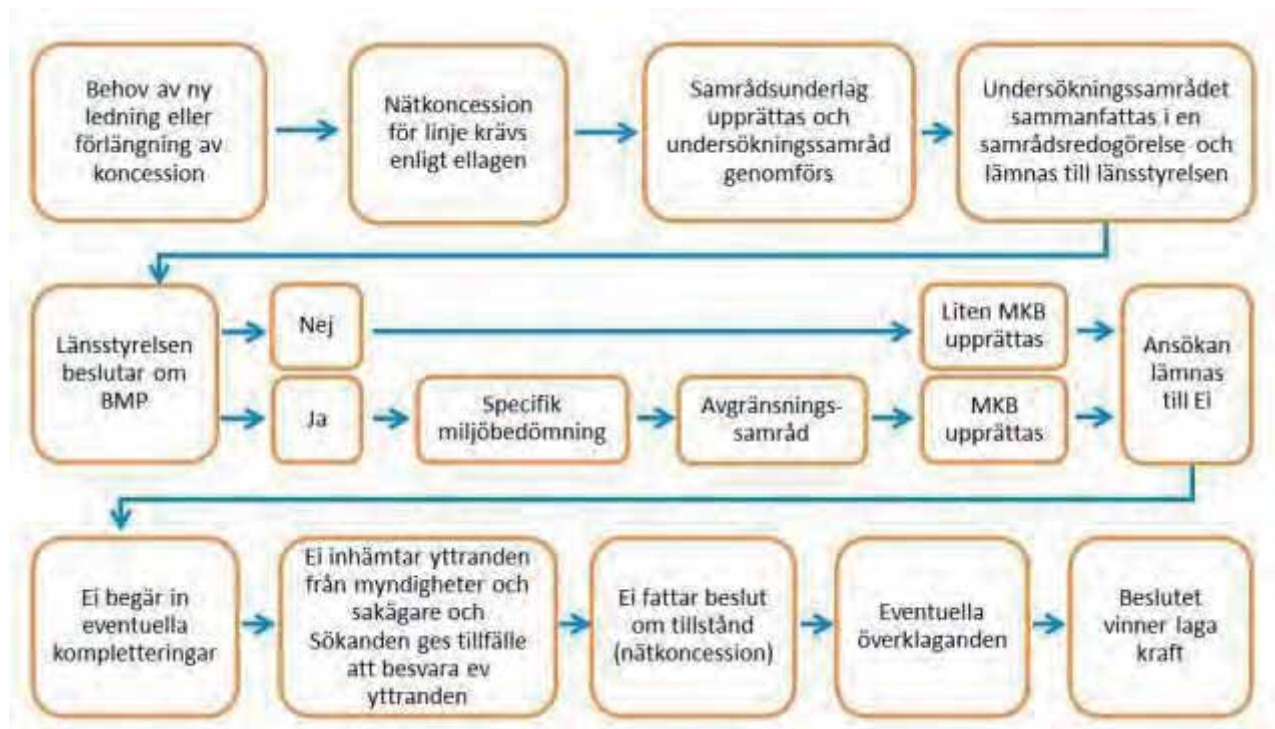 Behov av ny
ledning eller
förlängning av
koncession
Nätkoncession
för linje krävs
enligt ellagen
Samrådsunderlag
upprättas och
undersökningssamråd
genomförs
Undersökningssamrådet
sammanfattas i en
samrådsredogörelse och
lämnas till länsstyrelsen
Länsstyrelsen
beslutar om
BMP
Nej
Liten MKB
upprättas
Ja
Specifik
miljöbedömning
Avgränsnings-
samråd
MKB
upprättas
Ansökan
lämnas
till Ei
Ei begär in
eventuella
kompletteringar
Ei inhämtar yttranden
från myndigheter och
sakägare och
Sökanden ges tillfälle
att besvara ev
yttranden
Ei fattar beslut
om tillstånd
(nätkoncession)
Eventuella
överklaganden
Beslutet
vinner laga
kraft